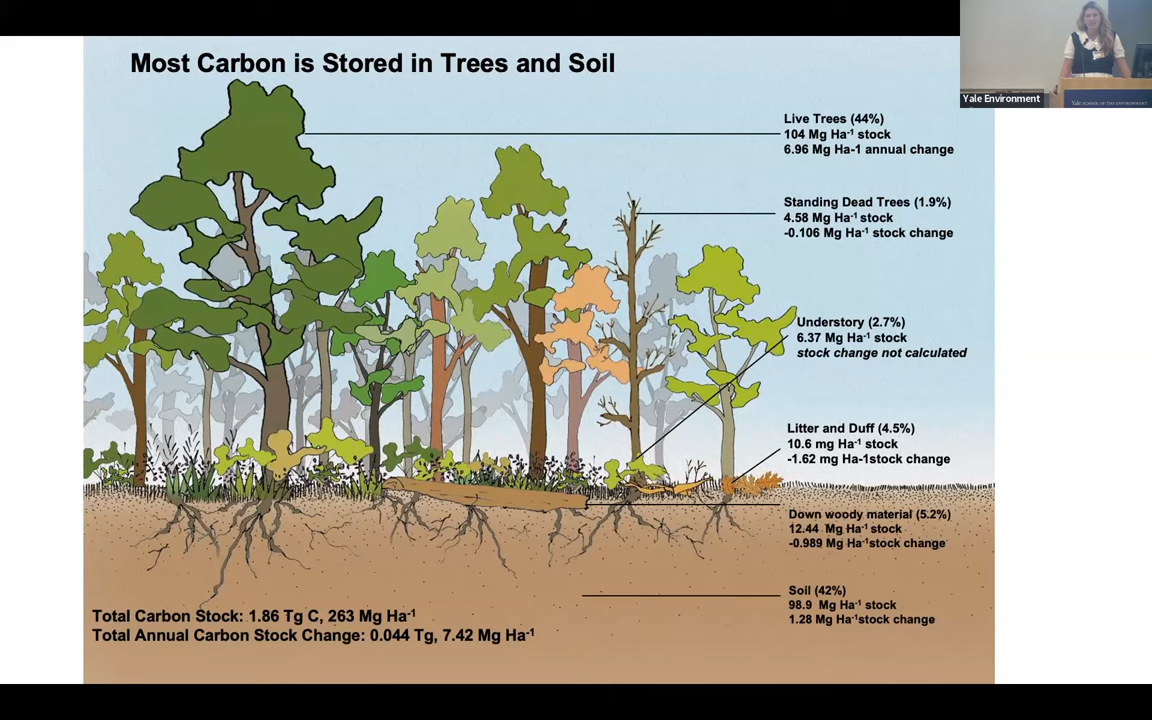 Most Carbon is Stored in Trees and Soil
Yale Environment
YALE SCHOOL OF THE ENVIRONMENT
Live Trees (44%)
104 Mg Ha⁻¹ stock
6.96 Mg Ha-1 annual change
Standing Dead Trees (1.9%)
4.58 Mg Ha⁻¹ stock
-0.106 Mg Ha⁻¹ stock change
Understory (2.7%)
6.37 Mg Ha⁻¹ stock
stock change not calculated
Litter and Duff (4.5%)
10.6 mg Ha⁻¹ stock
-1.62 mg Ha-1stock change
Down woody material (5.2%)
12.44 Mg Ha⁻¹ stock
-0.989 Mg Ha⁻¹stock change
Soil (42%)
98.9 Mg Ha⁻¹ stock
1.28 Mg Ha⁻¹stock change
Total Carbon Stock: 1.86 Tg C, 263 Mg Ha⁻¹
Total Annual Carbon Stock Change: 0.044 Tg, 7.42 Mg Ha⁻¹